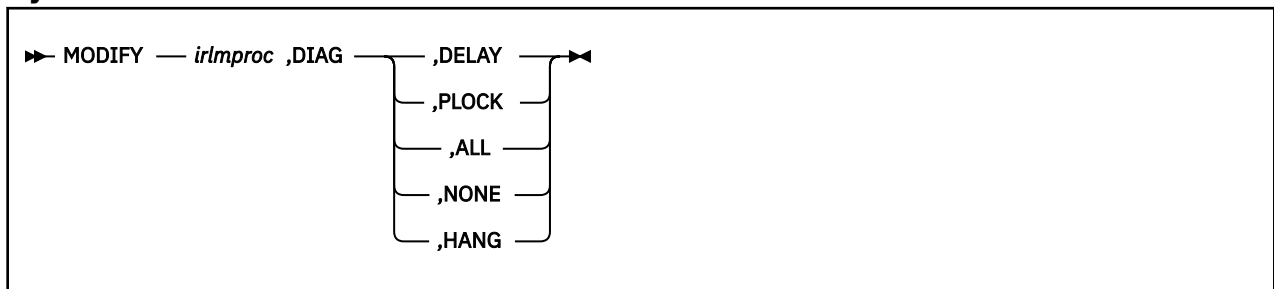 MODIFY irlmproc ,DIAG ,DELAY
,PLOCK
,ALL
,NONE
,HANG